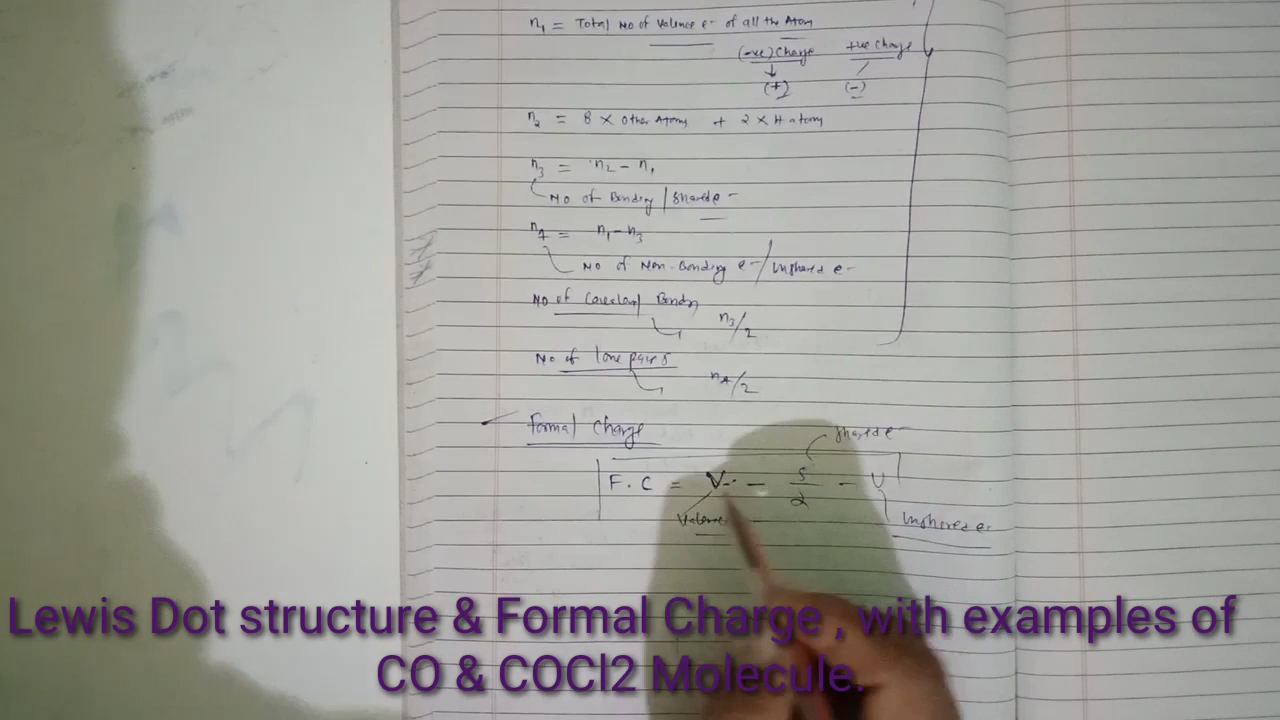 n1 = Total No of Valence e- of all the Atom
(-ve) Charge +ve Charge
(+) (-)
n2 = 8 × Other Atoms + 2 × H atoms
n3 = n2 - n1
No of Bonding / Shared e-
n4 = n1 - n3
No of Non-Bonding e- / Unshared e-
No of Covalent Bonds
n3/2
No of lone pairs
n4/2
Formal Charge
Shared e-
F.C = V - S/2 - U
Valence
Unshared e-
Lewis Dot structure & Formal Charge , with examples of
CO & COCl2 Molecule.